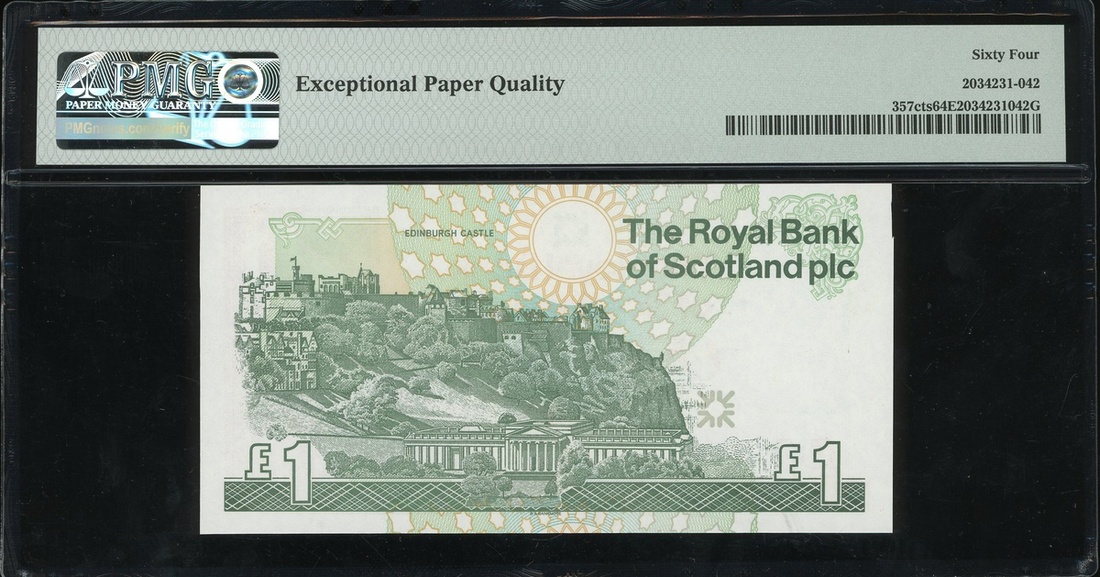 PMG
PAPER MONEY GUARANTY
Exceptional Paper Quality
Sixty Four
2034231-042
357cts64E2034231042G
EDINBURGH CASTLE
The Royal Bank
of Scotland plc
£1
£1